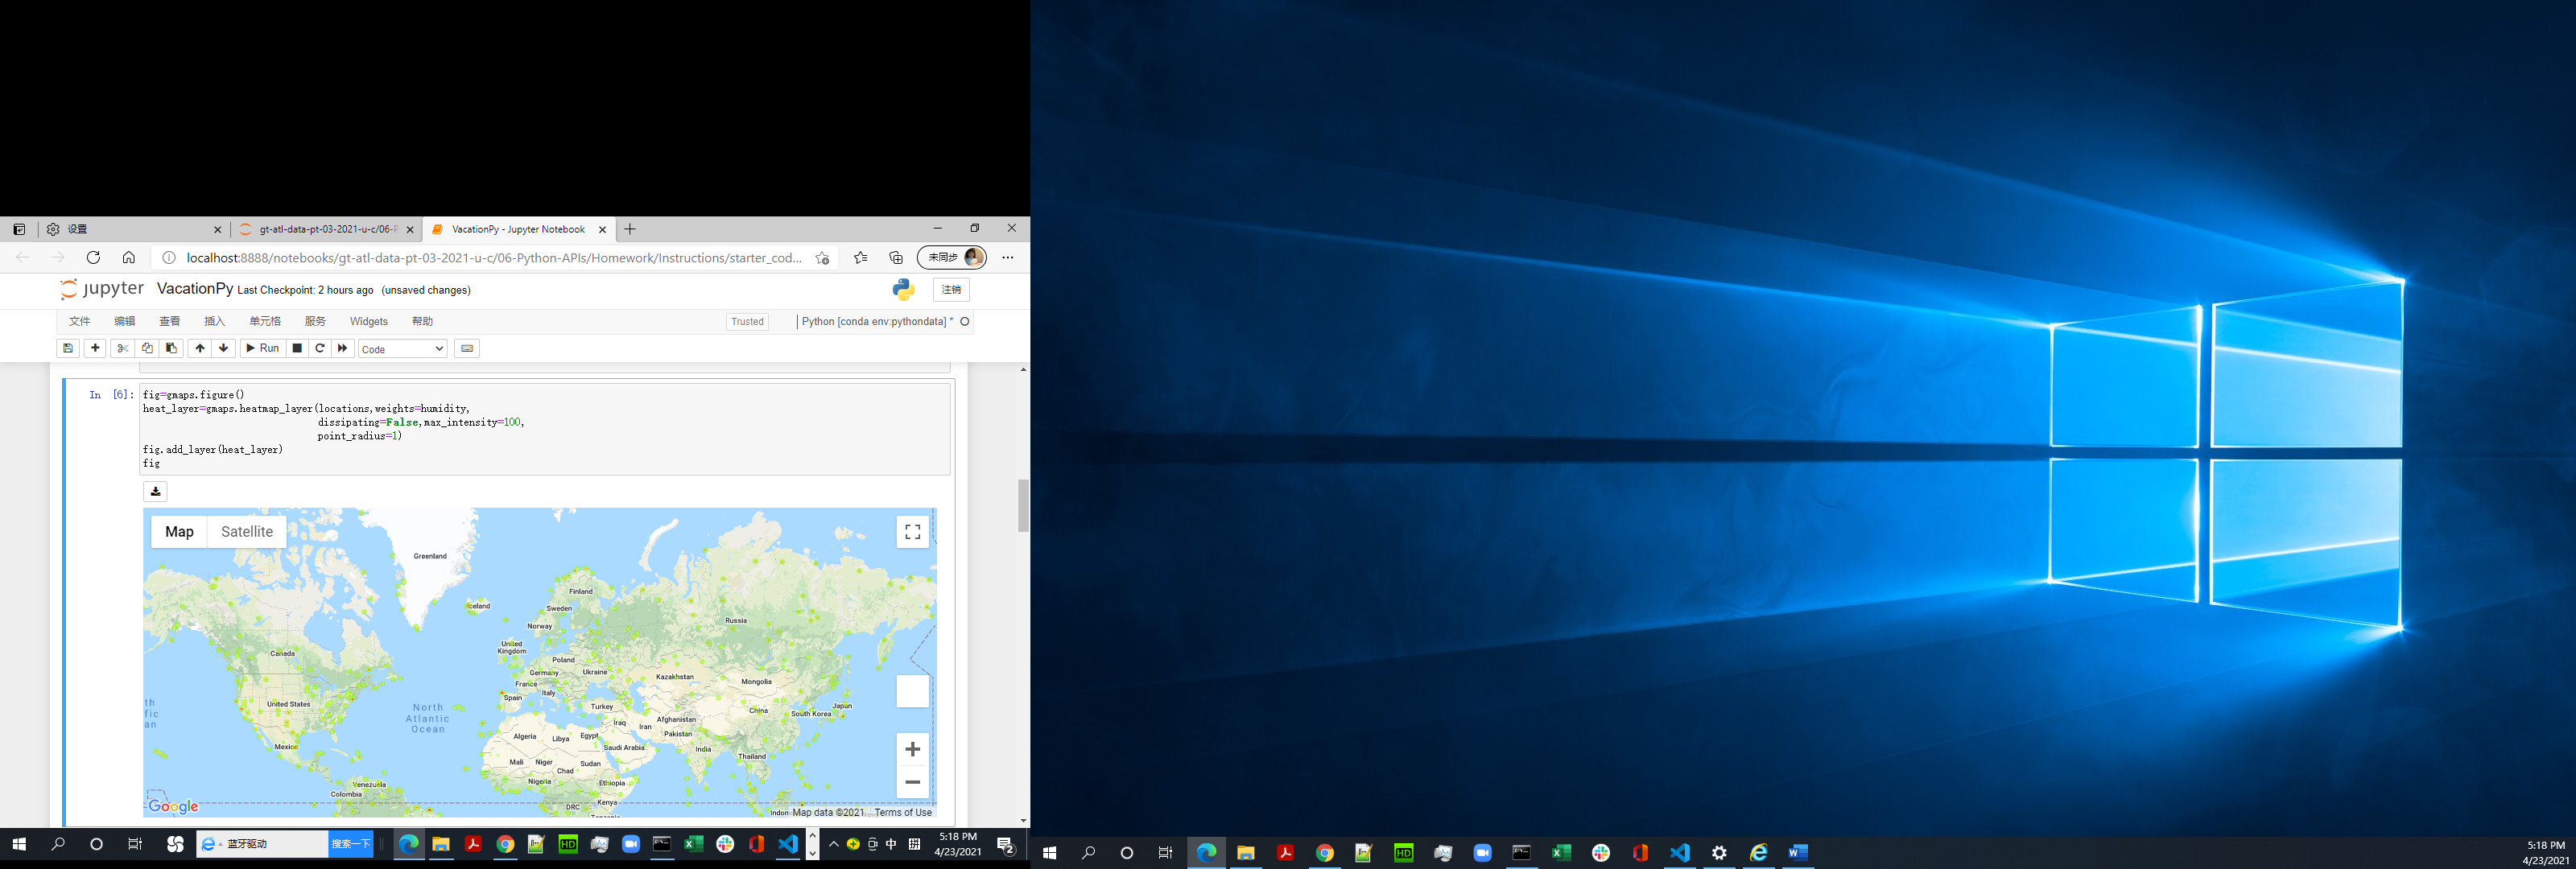 设置
gt-atl-data-pt-03-2021-u-c/06-P
VacationPy - Jupyter Notebook
localhost:8888/notebooks/gt-atl-data-pt-03-2021-u-c/06-Python-APIs/Homework/Instructions/starter_cod...
未同步
jupyter VacationPy Last Checkpoint: 2 hours ago (unsaved changes)
注销
文件 编辑 查看 插入 单元格 服务 Widgets 帮助
Trusted
Python [conda env:pythondata] *
Run
Code
In [6]:
fig=gmaps.figure()
heat_layer=gmaps.heatmap_layer(locations,weights=humidity,
dissipating=False,max_intensity=100,
point_radius=1)
fig.add_layer(heat_layer)
fig
Map Satellite
Greenland
Iceland
Finland
Sweden
Norway
Russia
United
Kingdom
Canada
Poland
Germany
Ukraine
France
Kazakhstan
Mongolia
Italy
Spain
United States
th
fic
an
North
Atlantic
Ocean
Turkey
China
South Korea
Japan
Iraq
Iran
Afghanistan
Pakistan
Algeria
Libya
Egypt
Saudi Arabia
Mexico
India
Thailand
Mali
Niger
Chad
Sudan
Nigeria
Ethiopia
Venezuela
Colombia
DRC
Kenya
Tanzania
Indon
Google
Map data ©2021
Terms of Use
蓝牙驱动
搜索一下
HD
中
5:18 PM
4/23/2021
2
HD
5:18 PM
4/23/2021